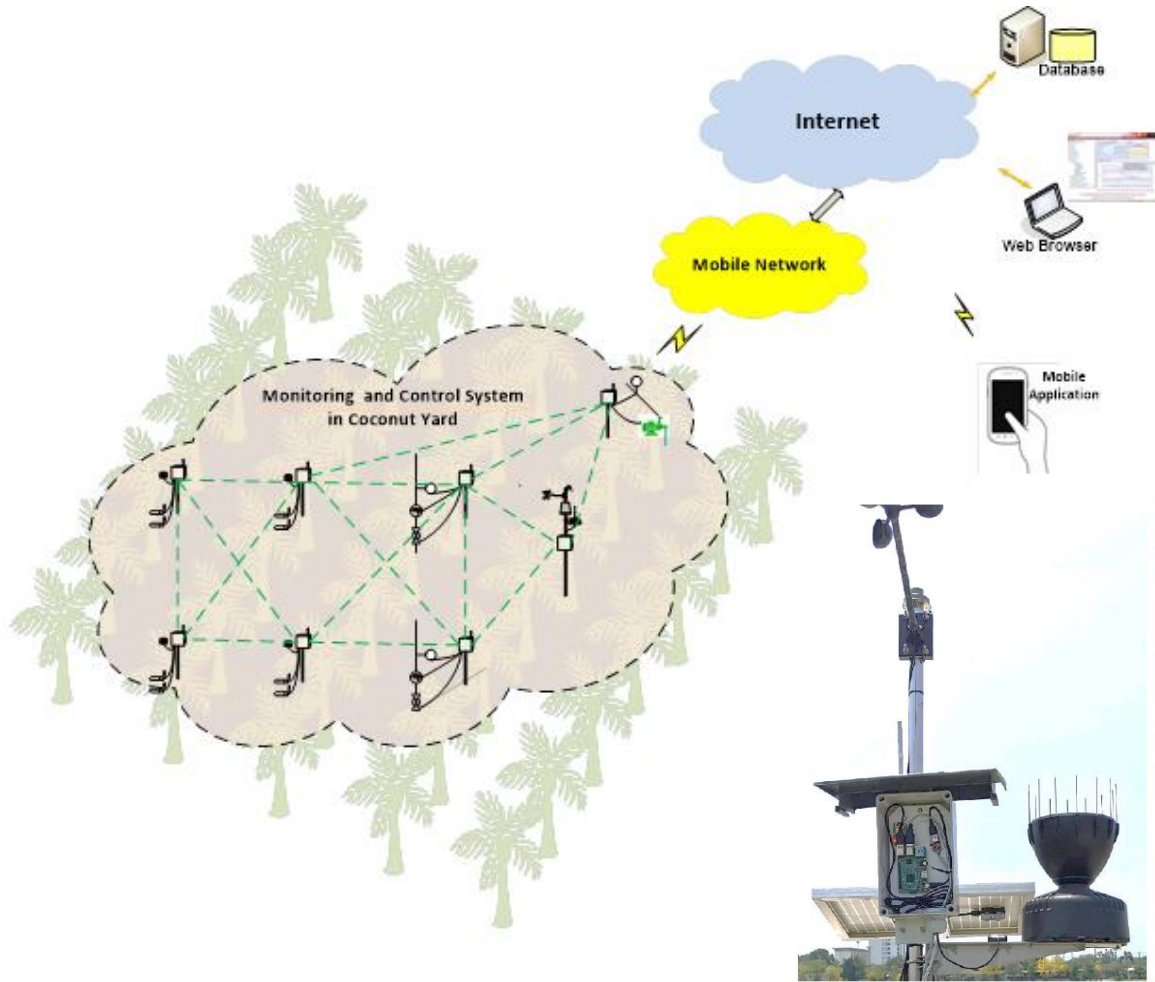 Database
Internet
Web Browser
Mobile Network
Mobile
Application
Monitoring and Control System
in Coconut Yard